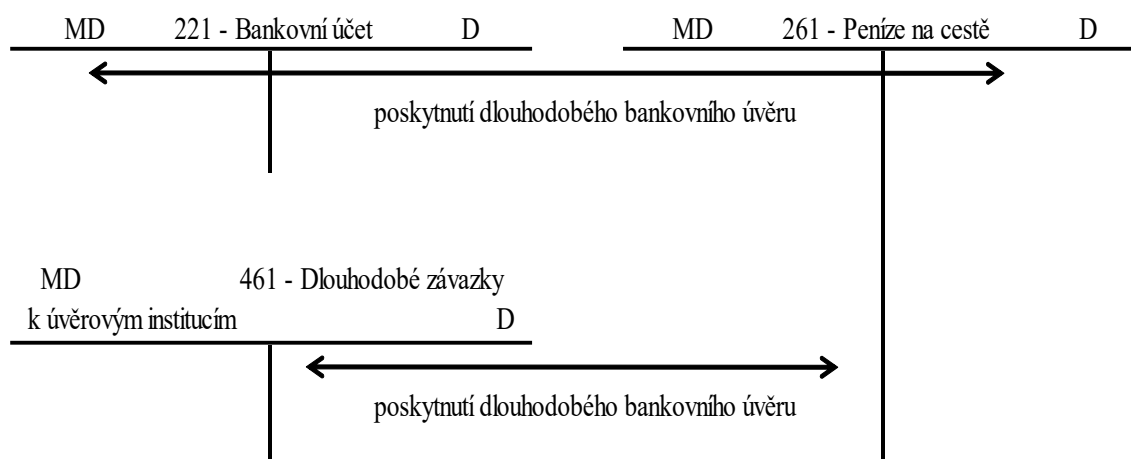 MD 221 - Bankovní účet D MD 261 - Peníze na cestě D
poskytnutí dlouhodobého bankovního úvěru
MD 461 - Dlouhodobé závazky
k úvěrovým institucím D
poskytnutí dlouhodobého bankovního úvěru